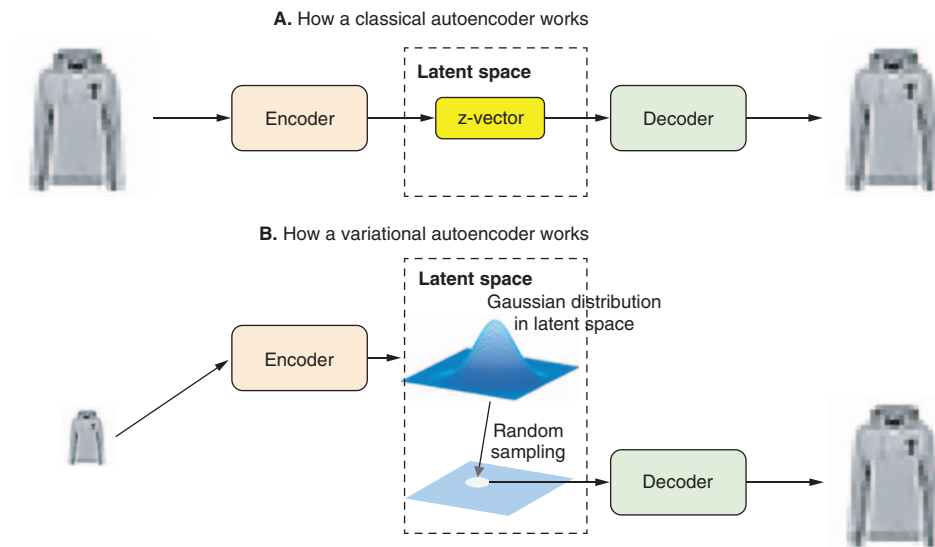 A. How a classical autoencoder works
Latent space
Encoder
z-vector
Decoder
B. How a variational autoencoder works
Latent space
Gaussian distribution
in latent space
Encoder
Random
sampling
Decoder